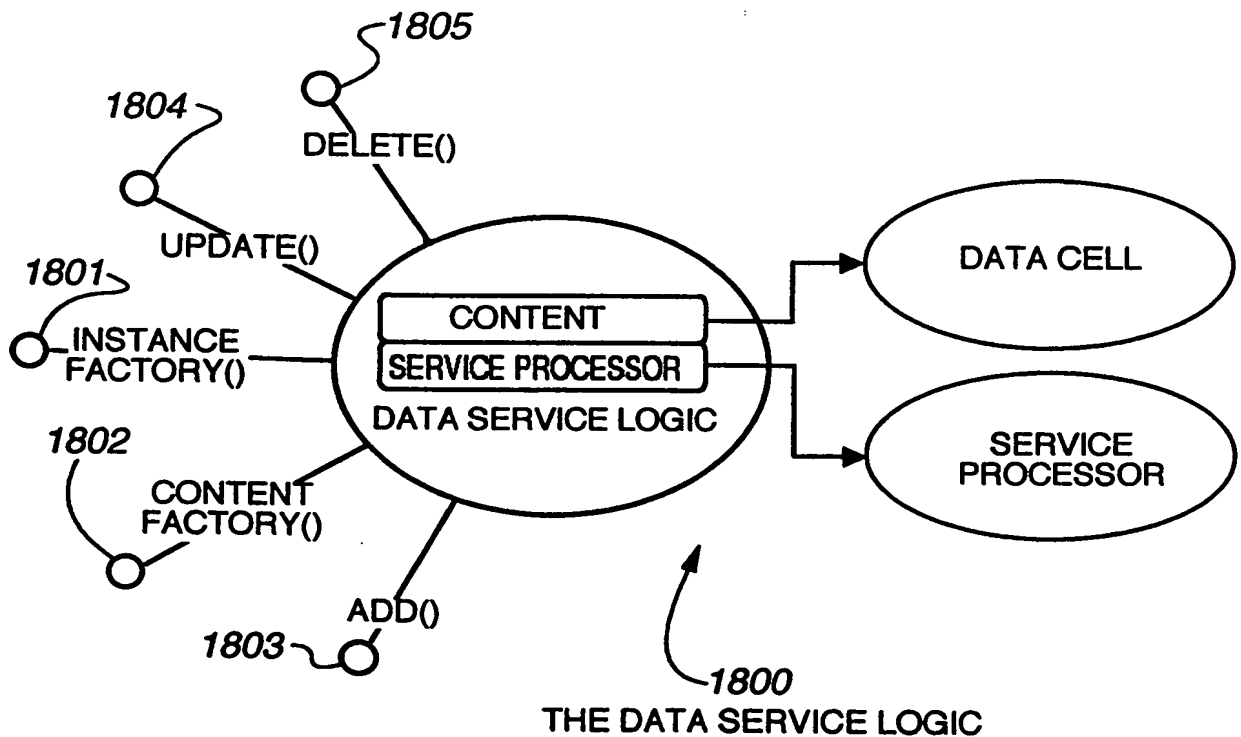 1805
1804
DELETE()
UPDATE()
1801
INSTANCE
FACTORY()
1802
CONTENT
FACTORY()
ADD()
1803
CONTENT
SERVICE PROCESSOR
DATA SERVICE LOGIC
DATA CELL
SERVICE
PROCESSOR
1800
THE DATA SERVICE LOGIC